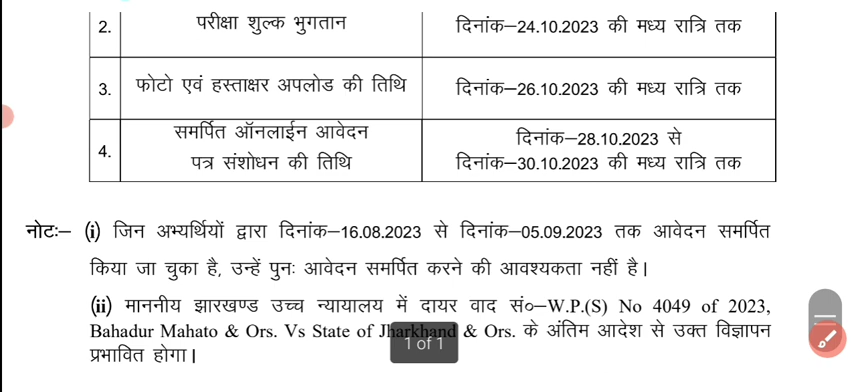 2. परीक्षा शुल्क भुगतान दिनांक–24.10.2023 की मध्य रात्रि तक
3. फोटो एवं हस्ताक्षर अपलोड की तिथि दिनांक–26.10.2023 की मध्य रात्रि तक
4. समर्पित ऑनलाईन आवेदन
पत्र संशोधन की तिथि
दिनांक–28.10.2023 से
दिनांक–30.10.2023 की मध्य रात्रि तक
नोटः– (i) जिन अभ्यर्थियों द्वारा दिनांक–16.08.2023 से दिनांक–05.09.2023 तक आवेदन समर्पित
किया जा चुका है, उन्हें पुनः आवेदन समर्पित करने की आवश्यकता नहीं है।
(ii) माननीय झारखण्ड उच्च न्यायालय में दायर वाद सं०–W.P.(S) No 4049 of 2023,
Bahadur Mahato & Ors. Vs State of Jharkhand & Ors. के अंतिम आदेश से उक्त विज्ञापन
प्रभावित होगा।
1 of 1